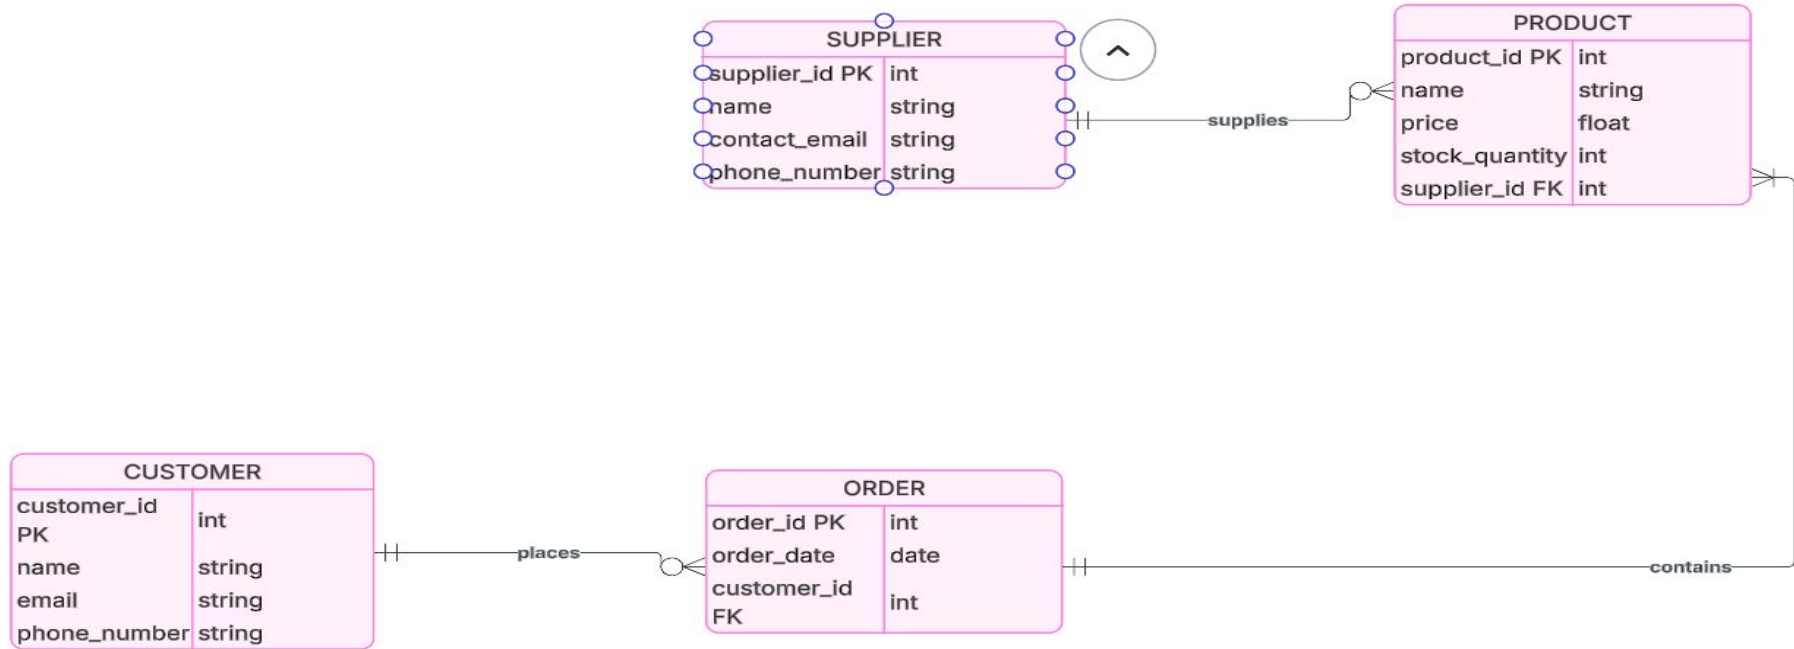 SUPPLIER
supplier_id PK int
name string
contact_email string
phone_number string
supplies
PRODUCT
product_id PK int
name string
price float
stock_quantity int
supplier_id FK int
CUSTOMER
customer_id
PK
int
name string
email string
phone_number string
places
ORDER
order_id PK int
order_date date
customer_id
FK
int
contains